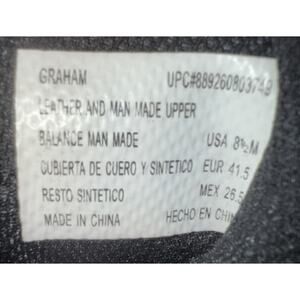 GRAHAM UPC#889260803749
LEATHER AND MAN MADE UPPER
BALANCE MAN MADE USA 8½M
CUBIERTA DE CUERO Y SINTETICO EUR 41.5
RESTO SINTETICO MEX 26.5
MADE IN CHINA HECHO EN CHINA